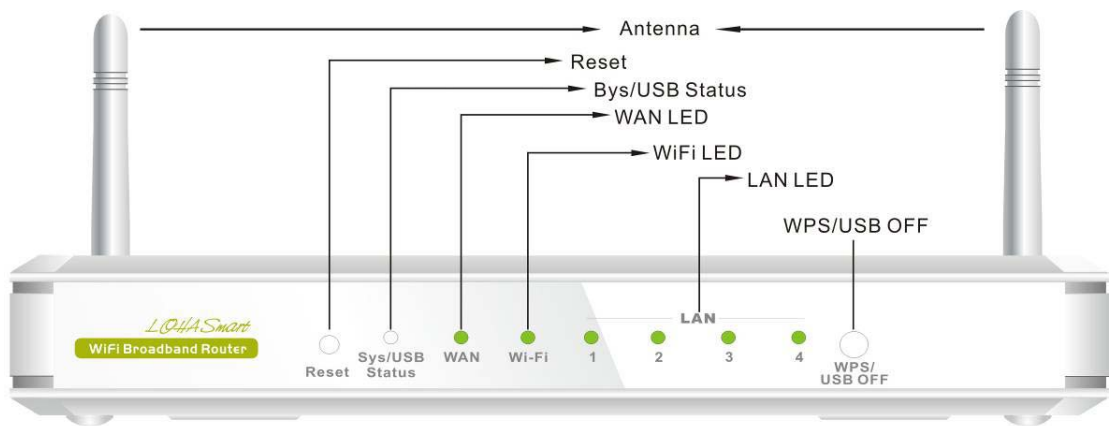 Antenna
Reset
Bys/USB Status
WAN LED
WiFi LED
LAN LED
WPS/USB OFF
LOHASmart
WiFi Broadband Router
Reset
Sys/USB
Status
WAN
Wi-Fi
LAN
1
2
3
4
WPS/
USB OFF